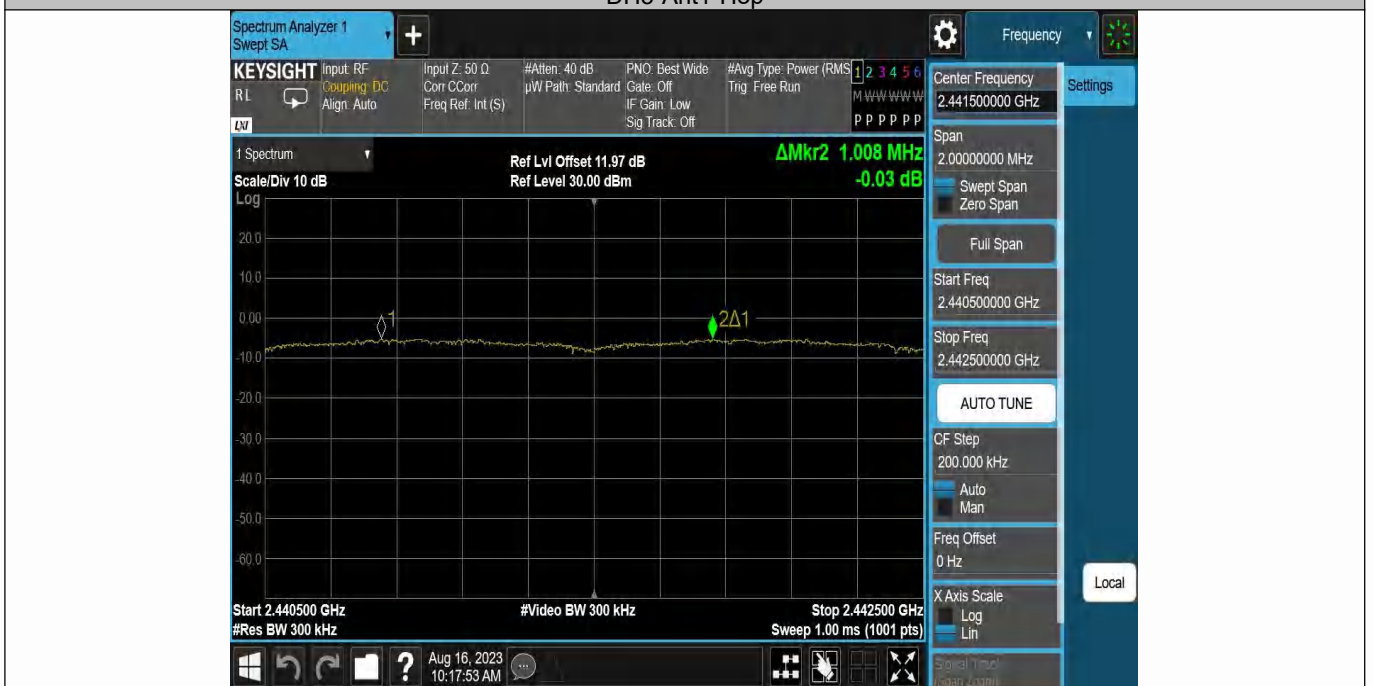 Spectrum Analyzer 1
Swept SA
Frequency
KEYSIGHT
RL
LXI
Input: RF
Coupling: DC
Align: Auto
Input Z: 50 Ω
Corr CCorr
Freq Ref: Int (S)
#Atten: 40 dB
µW Path: Standard
PNO: Best Wide
Gate: Off
IF Gain: Low
Sig Track: Off
#Avg Type: Power (RMS
Trig: Free Run
1 2 3 4 5 6
M W W W W W
P P P P P P
1 Spectrum
Scale/Div 10 dB
Log
Ref Lvl Offset 11.97 dB
Ref Level 30.00 dBm
ΔMkr2 1.008 MHz
-0.03 dB
20.0
10.0
0.00
-10.0
-20.0
-30.0
-40.0
-50.0
-60.0
1
2Δ1
Start 2.440500 GHz
#Res BW 300 kHz
#Video BW 300 kHz
Stop 2.442500 GHz
Sweep 1.00 ms (1001 pts)
Aug 16, 2023
10:17:53 AM
Center Frequency
2.441500000 GHz
Settings
Span
2.00000000 MHz
Swept Span
Zero Span
Full Span
Start Freq
2.440500000 GHz
Stop Freq
2.442500000 GHz
AUTO TUNE
CF Step
200.000 kHz
Auto
Man
Freq Offset
0 Hz
X Axis Scale
Log
Lin
Local